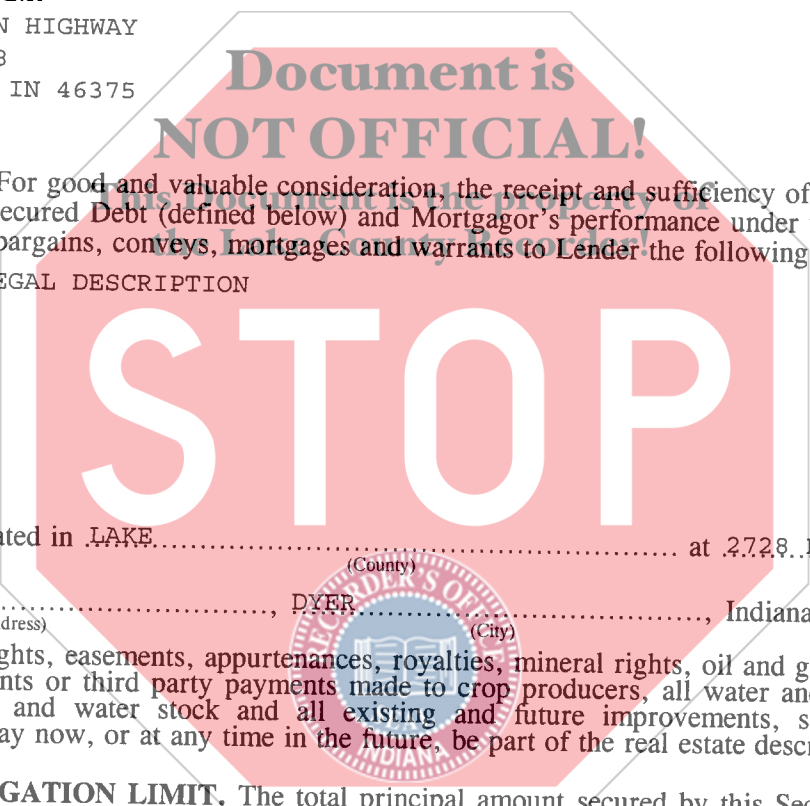 N HIGHWAY
Document is
NOT OFFICIAL!
IN 46375
This Document is the property of
the Lake County Recorder!
For good and valuable consideration, the receipt and sufficiency of
ecured Debt (defined below) and Mortgagor's performance under
bargains, conveys, mortgages and warrants to Lender the following
EGAL DESCRIPTION
STOP
ated in LAKE at 2728
(County)
, DYER , Indiana
dress) (City)
RECORDER'S OFFICE
INDIANA
ghts, easements, appurtenances, royalties, mineral rights, oil and g
nts or third party payments made to crop producers, all water and
and water stock and all existing and future improvements, s
ay now, or at any time in the future, be part of the real estate descr
GATION LIMIT. The total principal amount secured by this Se